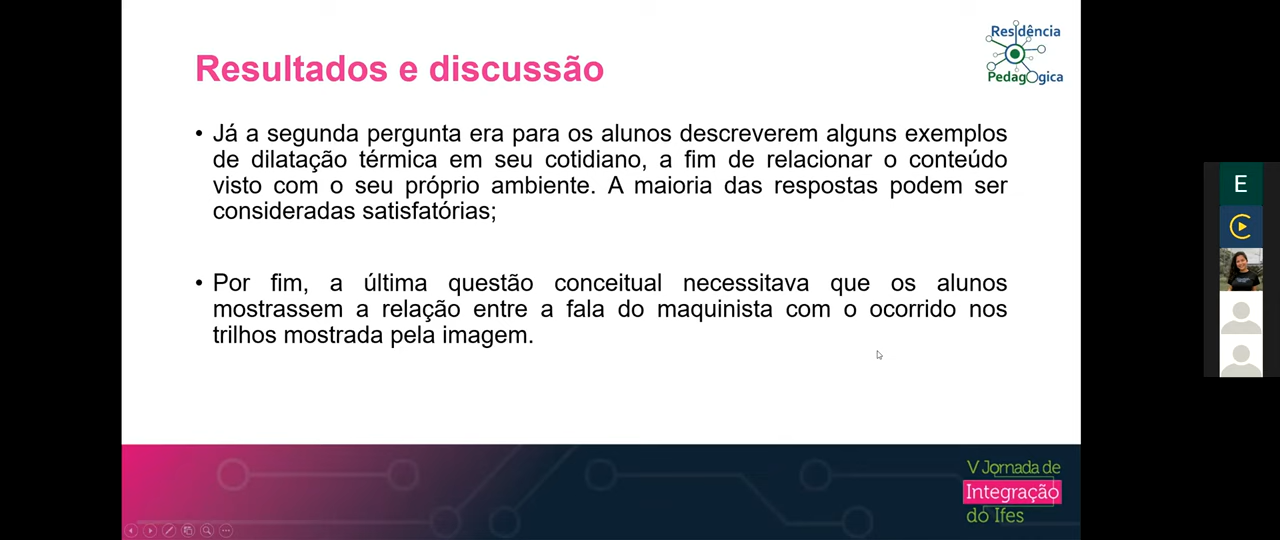 Residência
Pedagógica
Resultados e discussão
• Já a segunda pergunta era para os alunos descreverem alguns exemplos
de dilatação térmica em seu cotidiano, a fim de relacionar o conteúdo
visto com o seu próprio ambiente. A maioria das respostas podem ser
consideradas satisfatórias;
• Por fim, a última questão conceitual necessitava que os alunos
mostrassem a relação entre a fala do maquinista com o ocorrido nos
trilhos mostrada pela imagem.
E
V Jornada de
Integração
do Ifes